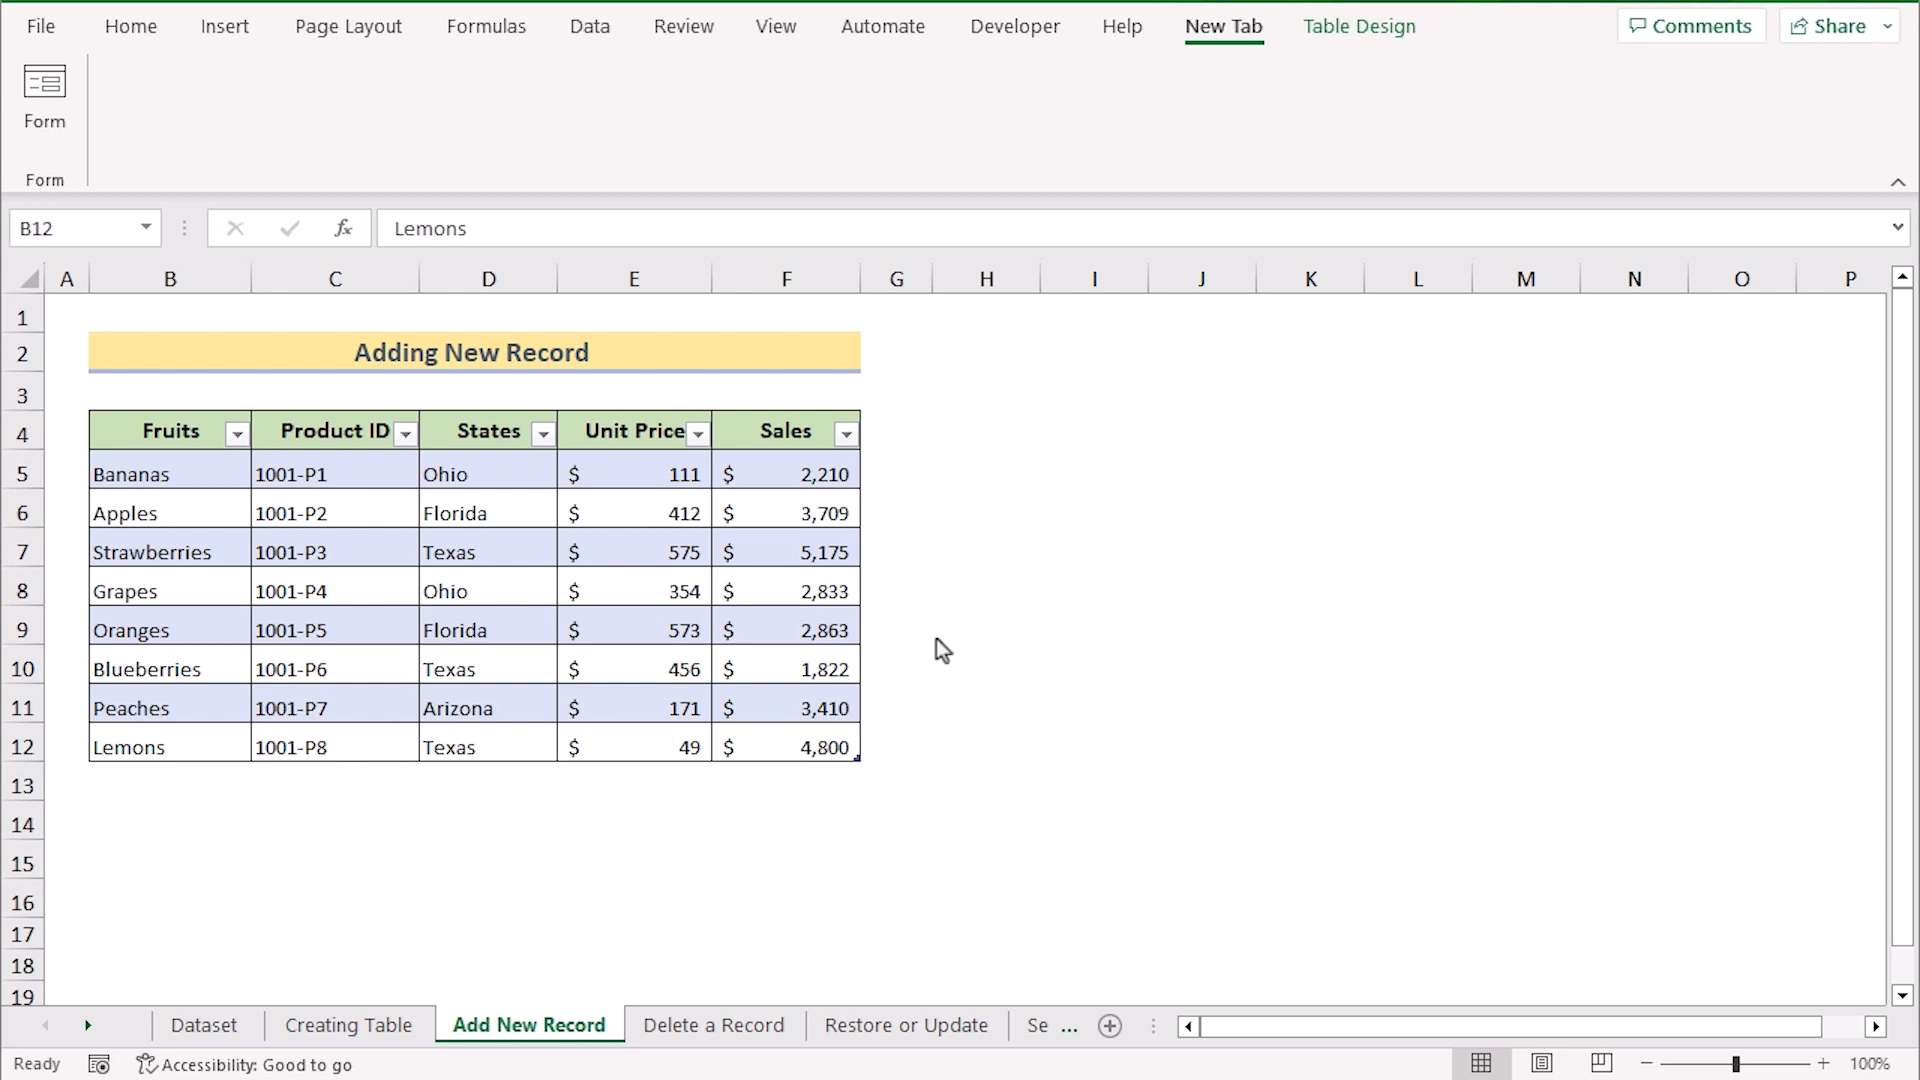 File Home Insert Page Layout Formulas Data Review View Automate Developer Help New Tab Table Design Comments Share
Form
Form
B12 fx Lemons
A B C D E F G H I J K L M N O P
1
2 Adding New Record
3
4 Fruits Product ID States Unit Price Sales
5 Bananas 1001-P1 Ohio $ 111 $ 2,210
6 Apples 1001-P2 Florida $ 412 $ 3,709
7 Strawberries 1001-P3 Texas $ 575 $ 5,175
8 Grapes 1001-P4 Ohio $ 354 $ 2,833
9 Oranges 1001-P5 Florida $ 573 $ 2,863
10 Blueberries 1001-P6 Texas $ 456 $ 1,822
11 Peaches 1001-P7 Arizona $ 171 $ 3,410
12 Lemons 1001-P8 Texas $ 49 $ 4,800
13
14
15
16
17
18
19
Dataset Creating Table Add New Record Delete a Record Restore or Update Se ...
Ready Accessibility: Good to go 100%